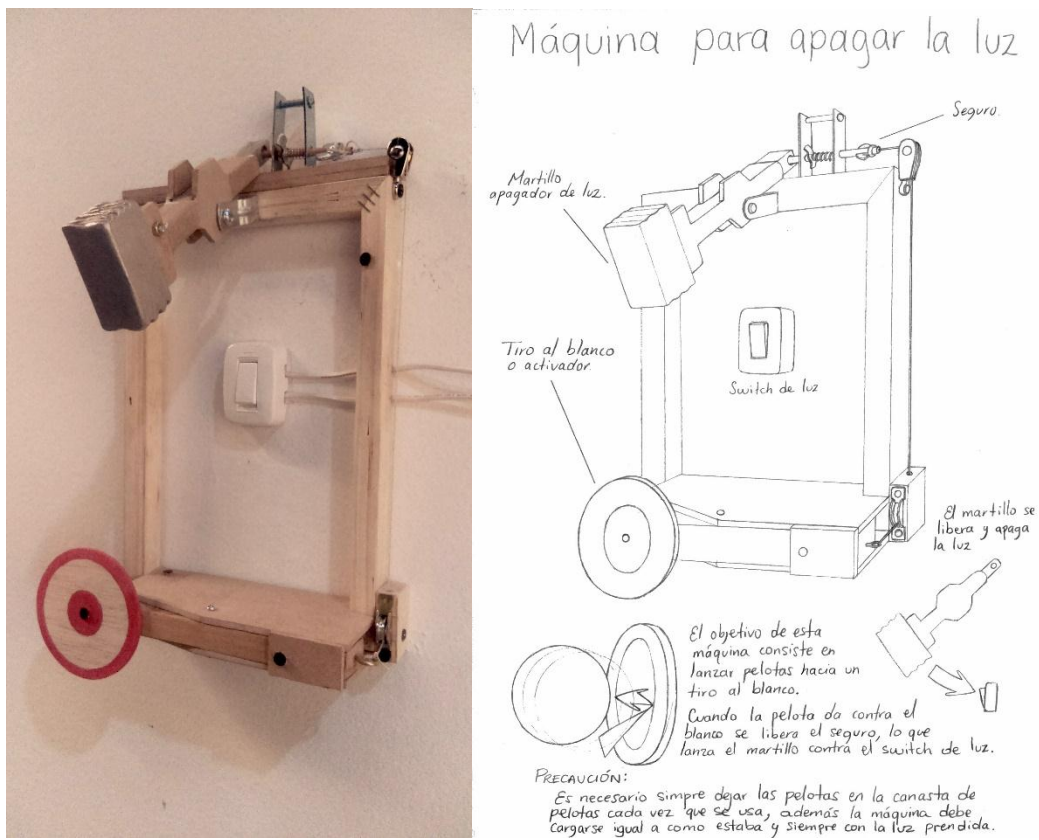 Máquina para apagar la luz
Seguro.
Martillo
apagador de luz.
Tiro al blanco
o activador.
Switch de luz
El martillo se
libera y apaga
la luz
El objetivo de esta
máquina consiste en
lanzar pelotas hacia un
tiro al blanco.
Cuando la pelota da contra el
blanco se libera el seguro, lo que
lanza el martillo contra el switch de luz.
PRECAUCIÓN:
Es necesario simpre dejar las pelotas en la canasta de
pelotas cada vez que se usa, además la máquina debe
cargarse igual a como estaba y siempre con la luz prendida.